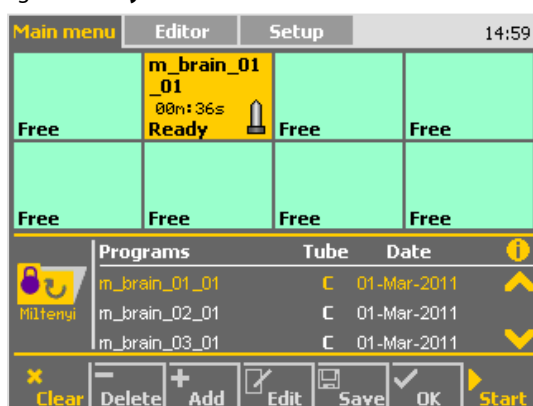 Main menu Editor Setup 14:59
m_brain_01
_01
00m:36s
Free Ready Free Free
Free Free Free Free
Programs Tube Date i
m_brain_01_01 C 01-Mar-2011
Miltenyi m_brain_02_01 C 01-Mar-2011
m_brain_03_01 C 01-Mar-2011
Clear Delete Add Edit Save OK Start